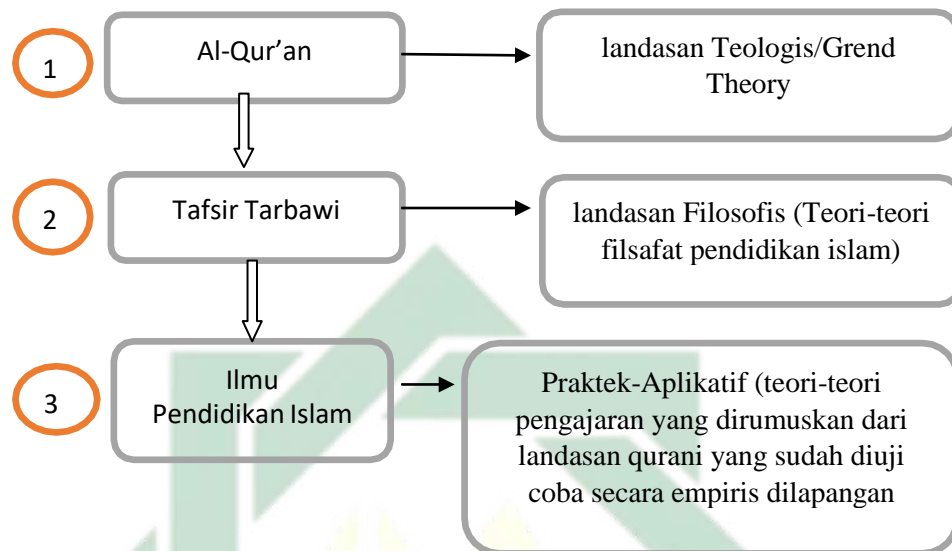 1
Al-Qur’an
landasan Teologis/Grend
Theory
2
Tafsir Tarbawi
landasan Filosofis (Teori-teori
filsafat pendidikan islam)
3
Ilmu
Pendidikan Islam
Praktek-Aplikatif (teori-teori
pengajaran yang dirumuskan dari
landasan qurani yang sudah diuji
coba secara empiris dilapangan